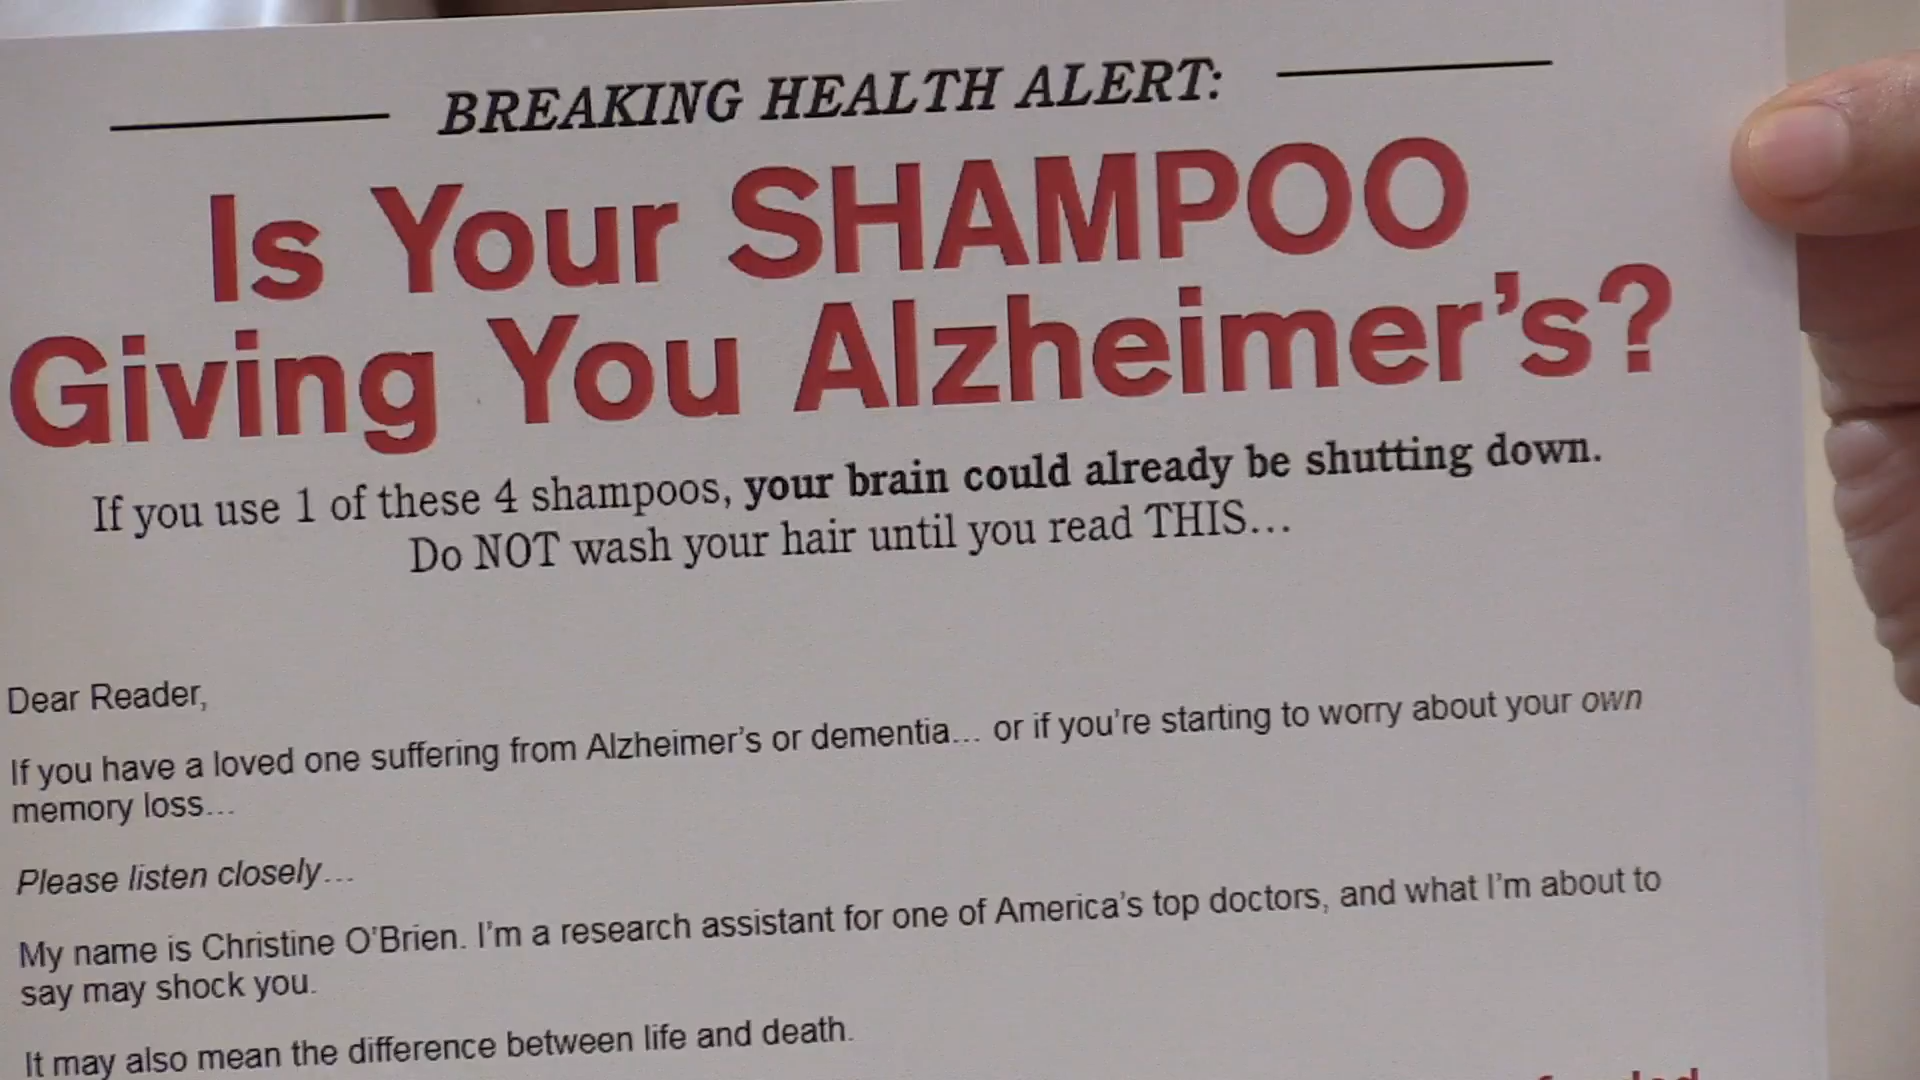 BREAKING HEALTH ALERT:
Is Your SHAMPOO
Giving You Alzheimer's?
If you use 1 of these 4 shampoos, your brain could already be shutting down.
Do NOT wash your hair until you read THIS...
Dear Reader,
If you have a loved one suffering from Alzheimer's or dementia... or if you're starting to worry about your own
memory loss...
Please listen closely...
My name is Christine O'Brien. I'm a research assistant for one of America's top doctors, and what I'm about to
say may shock you.
It may also mean the difference between life and death.